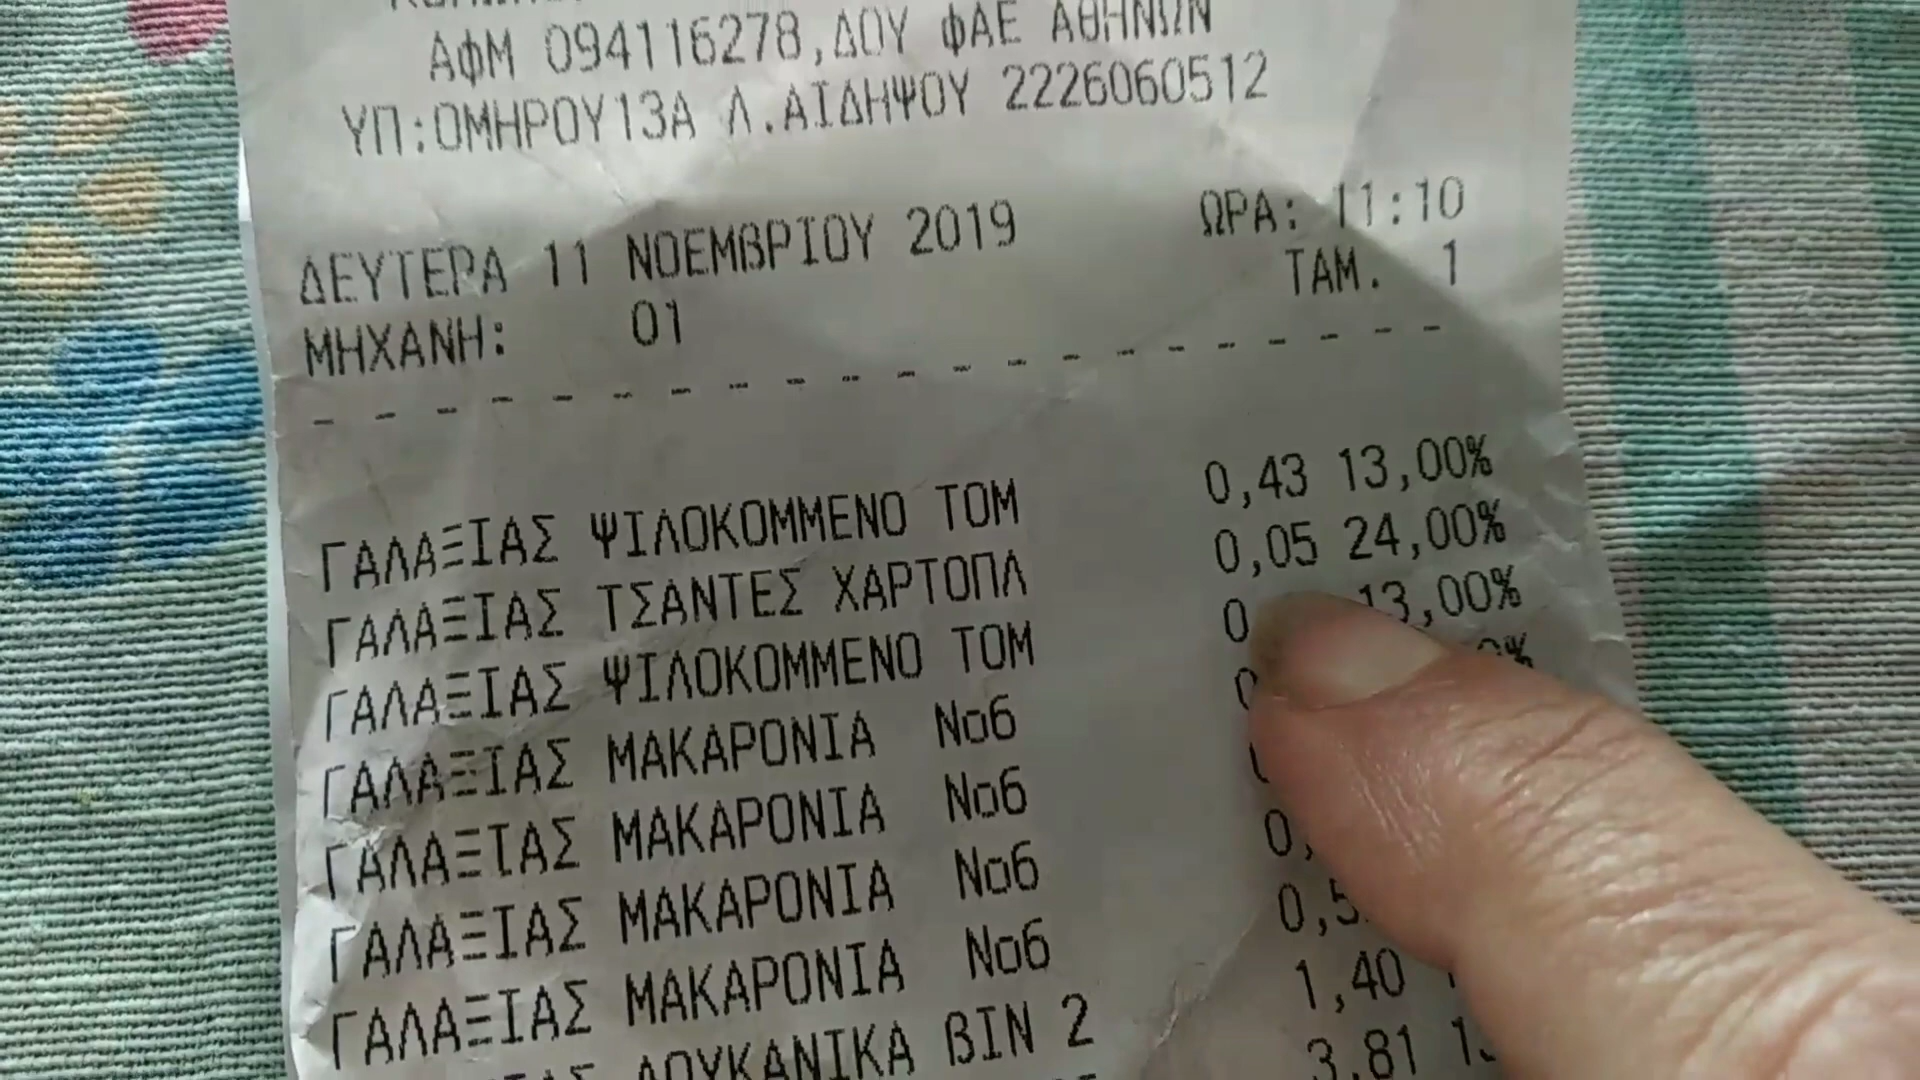 ΑΦΜ 094116278,ΔΟΥ ΦΑΕ ΑΘΗΝΩΝ
ΥΠ:ΟΜΗΡΟΥ13Α Λ.ΑΙΔΗΨΟΥ 2226060512
ΔΕΥΤΕΡΑ 11 ΝΟΕΜΒΡΙΟΥ 2019 ΩΡΑ: 11:10
ΜΗΧΑΝΗ: 01 ΤΑΜ. 1
ΓΑΛΑΞΙΑΣ ΨΙΛΟΚΟΜΜΕΝΟ ΤΟΜ 0,43 13,00%
ΓΑΛΑΞΙΑΣ ΤΣΑΝΤΕΣ ΧΑΡΤΟΠΛ 0,05 24,00%
ΓΑΛΑΞΙΑΣ ΨΙΛΟΚΟΜΜΕΝΟ ΤΟΜ 13,00%
ΓΑΛΑΞΙΑΣ ΜΑΚΑΡΟΝΙΑ Νο6
ΓΑΛΑΞΙΑΣ ΜΑΚΑΡΟΝΙΑ Νο6
ΓΑΛΑΞΙΑΣ ΜΑΚΑΡΟΝΙΑ Νο6
ΓΑΛΑΞΙΑΣ ΜΑΚΑΡΟΝΙΑ Νο6
ΛΟΥΚΑΝΙΚΑ ΒΙΝ 2 1,40
3,81